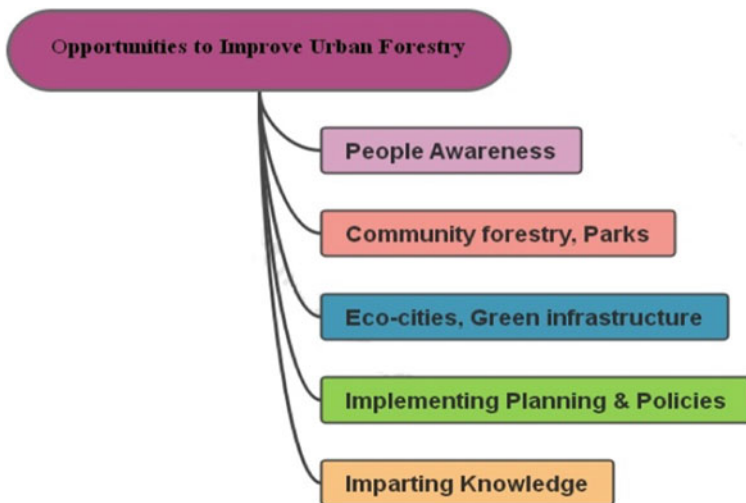 Opportunities to Improve Urban Forestry
People Awareness
Community forestry, Parks
Eco-cities, Green infrastructure
Implementing Planning & Policies
Imparting Knowledge